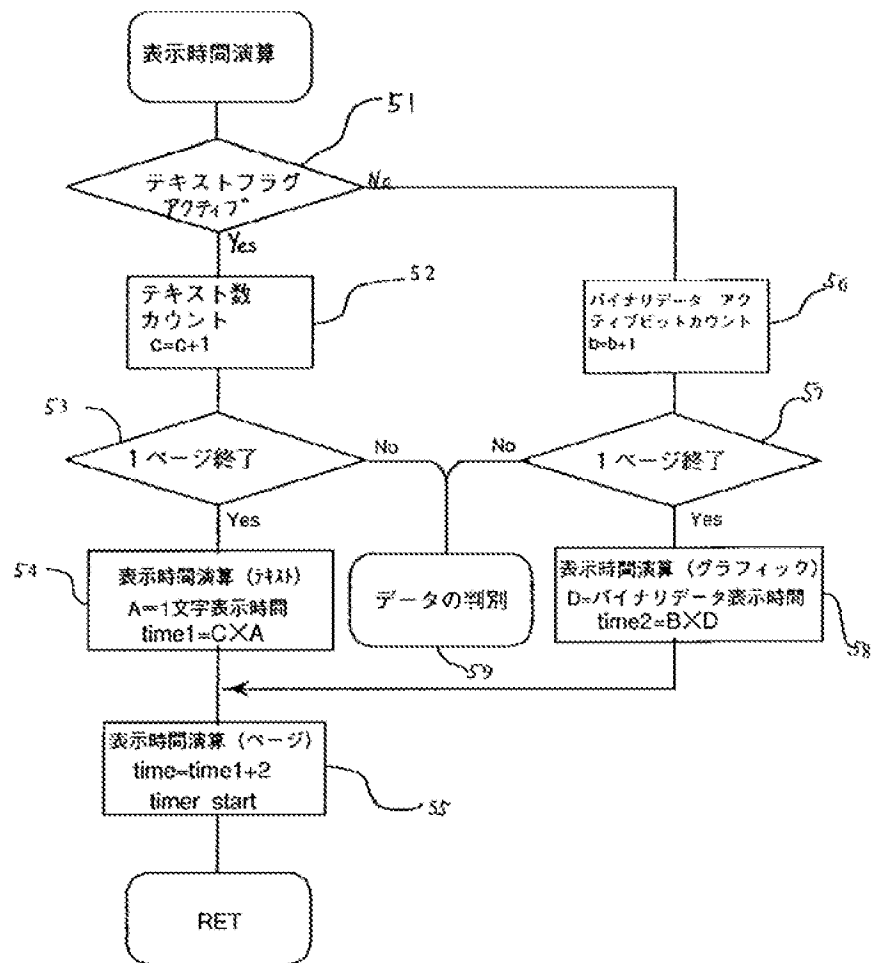 表示時間演算
51
テキストフラグ
アクティブ
No
Yes
テキスト数
カウント
c=c+1
52
バイナリデータ アク
ティブビットカウント
b=b+1
56
53
1ページ終了
No
Yes
No
1ページ終了
57
Yes
54
表示時間演算(テキスト)
A=1文字表示時間
time1=C×A
データの判別
59
表示時間演算(グラフィック)
D=バイナリデータ表示時間
time2=B×D
58
表示時間演算(ページ)
time=time1+2
timer start
55
RET